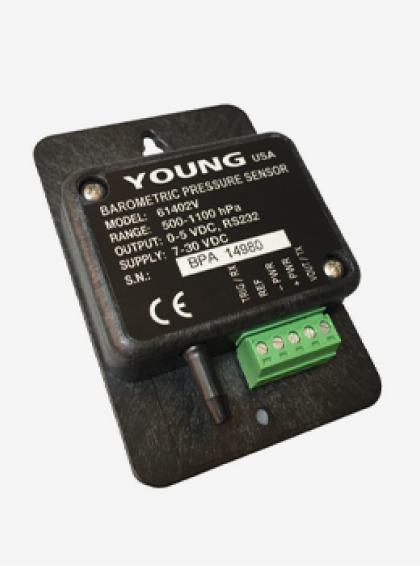 YOUNG USA
BAROMETRIC PRESSURE SENSOR
MODEL: 61402V
RANGE: 500-1100 hPa
OUTPUT: 0-5 VDC, RS232
SUPPLY: 7-30 VDC
S.N.: BPA 14980
CE
TRIG / RX
REF
- PWR
+ PWR
VOUT / TX